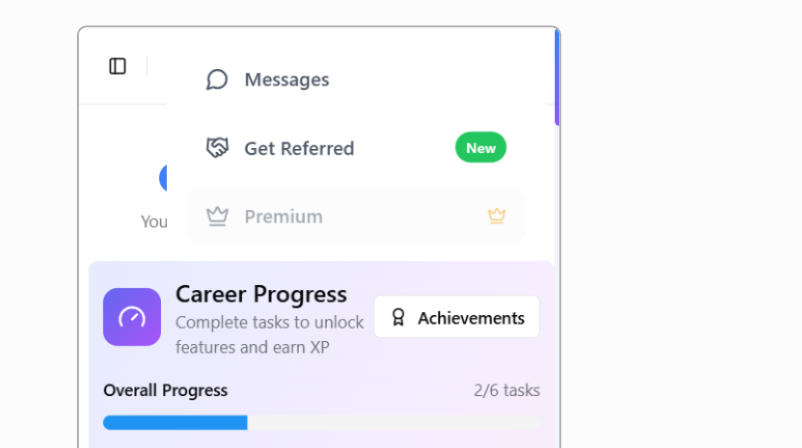 Messages
Get Referred
New
Premium
You
Career Progress
Complete tasks to unlock
features and earn XP
Achievements
Overall Progress
2/6 tasks